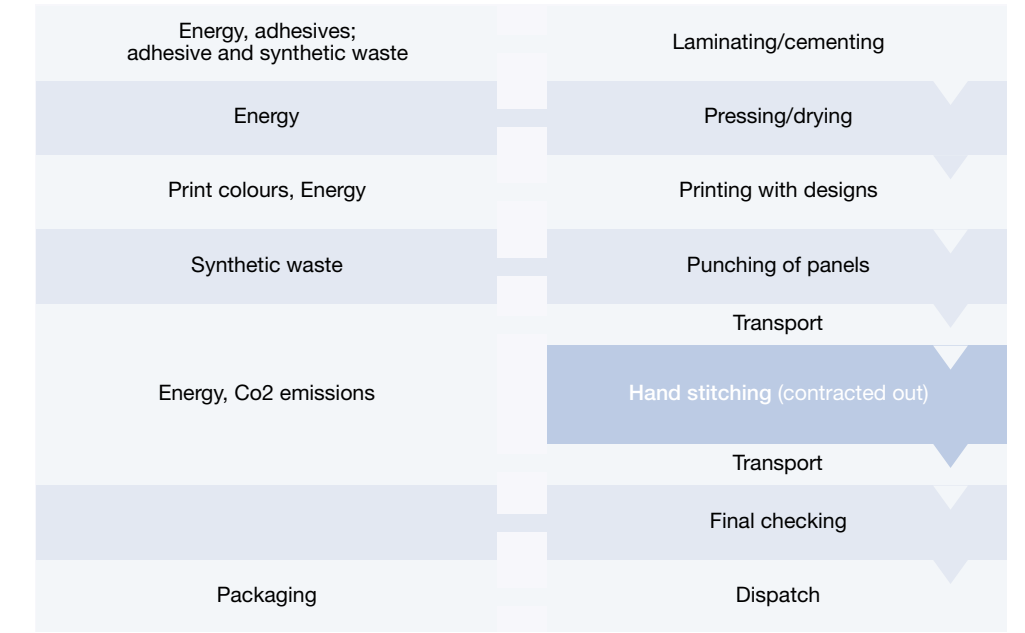 Energy, adhesives;
adhesive and synthetic waste
Laminating/cementing
Energy
Pressing/drying
Print colours, Energy
Printing with designs
Synthetic waste
Punching of panels
Transport
Energy, Co2 emissions
Hand stitching (contracted out)
Transport
Final checking
Packaging
Dispatch